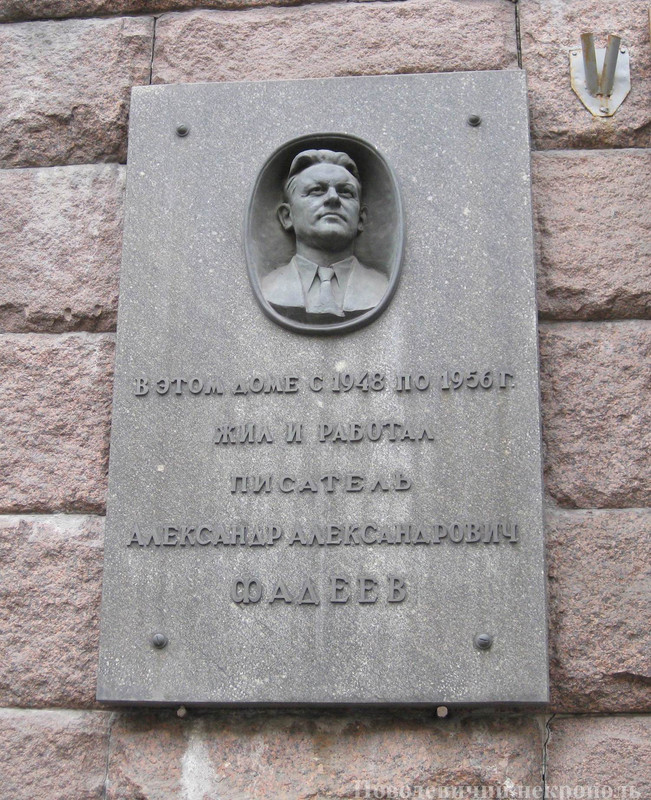 В ЭТОМ ДОМЕ С 1948 ПО 1956 Г.
ЖИЛ И РАБОТАЛ
ПИСАТЕЛЬ
АЛЕКСАНДР АЛЕКСАНДРОВИЧ
ФАДЕЕВ
Новодевичий некрополь